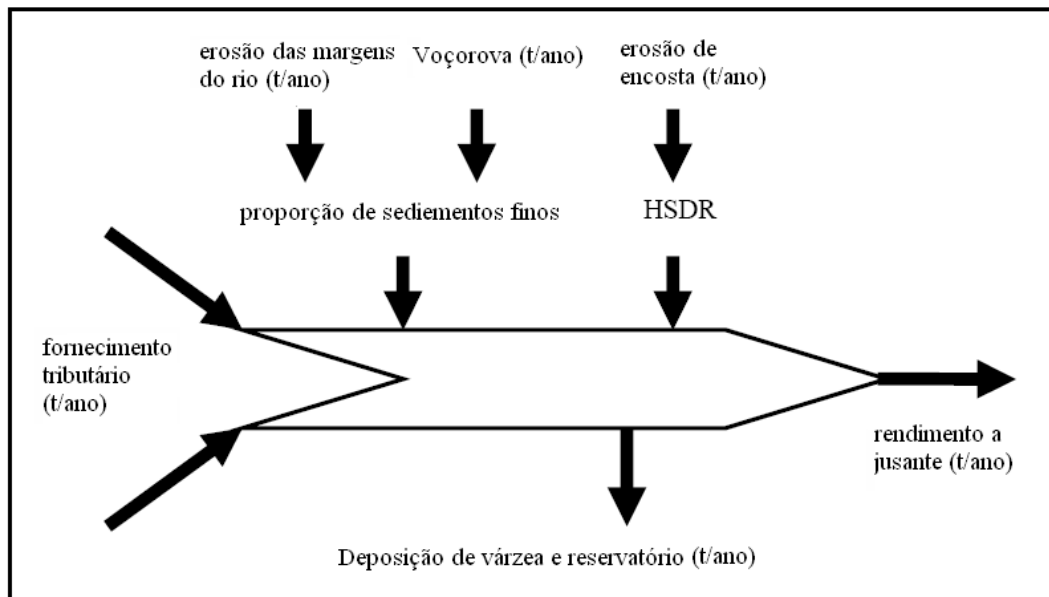 erosão das margens
do rio (t/ano)
Voçorova (t/ano)
erosão de
encosta (t/ano)
proporção de sediementos finos
HSDR
fornecimento
tributário
(t/ano)
rendimento a
jusante (t/ano)
Deposição de várzea e reservatório (t/ano)